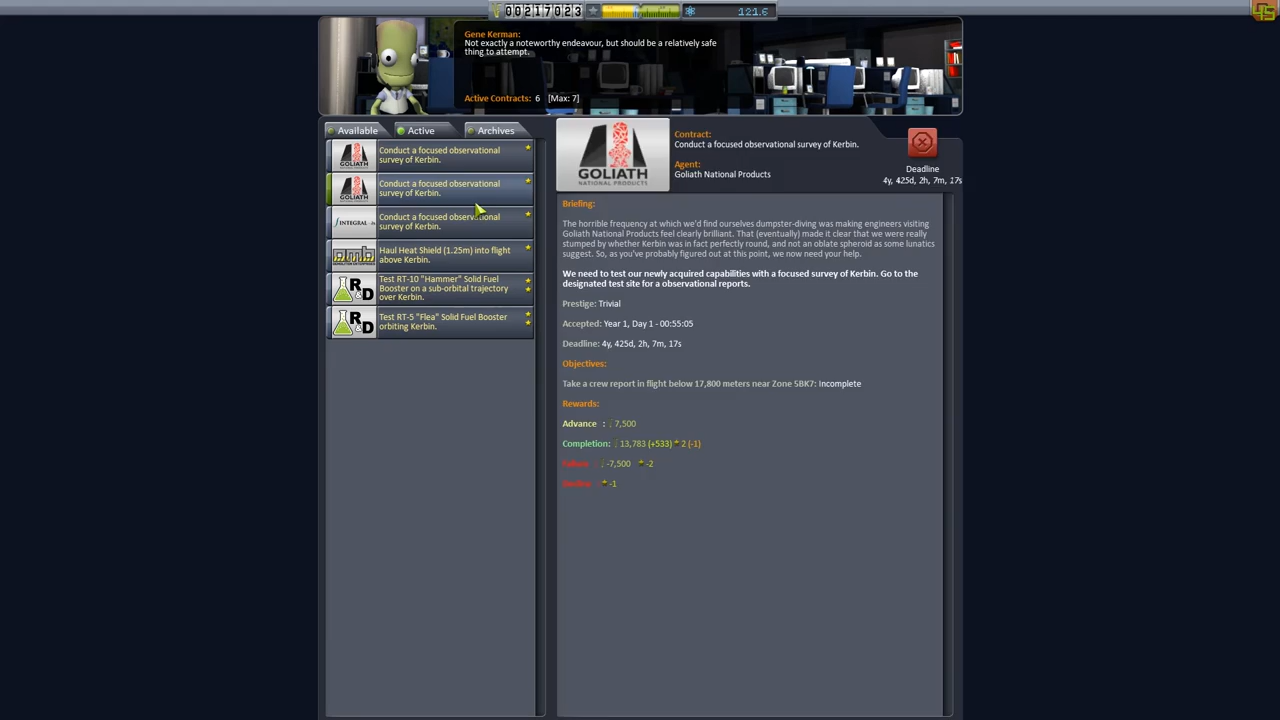 00217023
121.6
Gene Kerman:
Not exactly a noteworthy endeavour, but should be a relatively safe
thing to attempt.
Active Contracts: 6 [Max: 7]
Available Active Archives
Conduct a focused observational
survey of Kerbin.
Conduct a focused observational
survey of Kerbin.
INTEGRAL
Conduct a focused observational
survey of Kerbin.
Haul Heat Shield (1.25m) into flight
above Kerbin.
R&D
Test RT-10 "Hammer" Solid Fuel
Booster on a sub-orbital trajectory
over Kerbin.
R&D
Test RT-5 "Flea" Solid Fuel Booster
orbiting Kerbin.
GOLIATH
NATIONAL PRODUCTS
Contract:
Conduct a focused observational survey of Kerbin.
Agent:
Goliath National Products
Deadline
4y, 425d, 2h, 7m, 17s
Briefing:
The horrible frequency at which we'd find ourselves dumpster-diving was making engineers visiting
Goliath National Products feel clearly brilliant. That (eventually) made it clear that we were really
stumped by whether Kerbin was in fact perfectly round, and not an oblate spheroid as some lunatics
suggest. So, as you've probably figured out at this point, we now need your help.
We need to test our newly acquired capabilities with a focused survey of Kerbin. Go to the
designated test site for a observational reports.
Prestige: Trivial
Accepted: Year 1, Day 1 - 00:55:05
Deadline: 4y, 425d, 2h, 7m, 17s
Objectives:
Take a crew report in flight below 17,800 meters near Zone 5BK7: Incomplete
Rewards:
Advance : 7,500
Completion: 13,783 (+533) 2 (-1)
Failure: -7,500 -2
Decline: -1